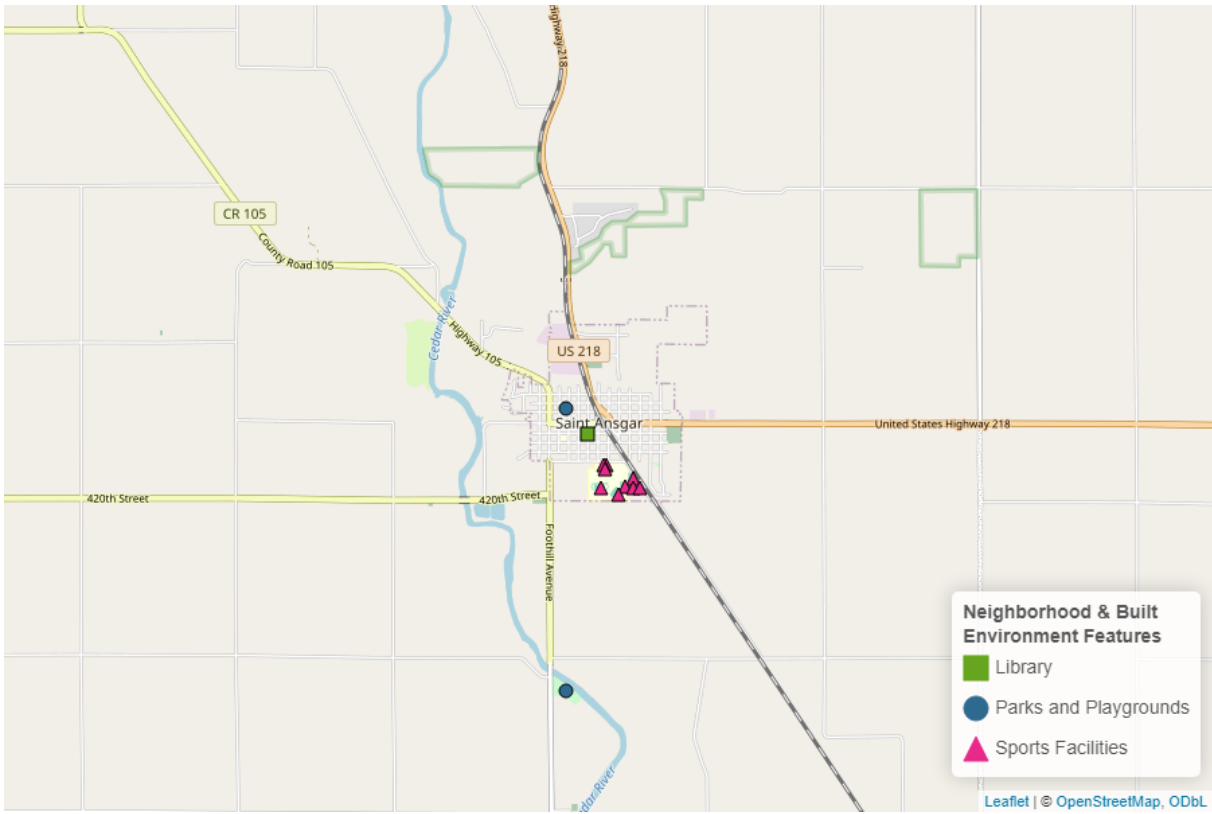 Highway 218
CR 105
County Road 105
Cedar River
Highway 105
US 218
Saint Ansgar
United States Highway 218
420th Street
420th Street
Foothill Avenue
Neighborhood & Built
Environment Features
Library
Parks and Playgrounds
Sports Facilities
dar River
Leaflet | © OpenStreetMap, ODbL